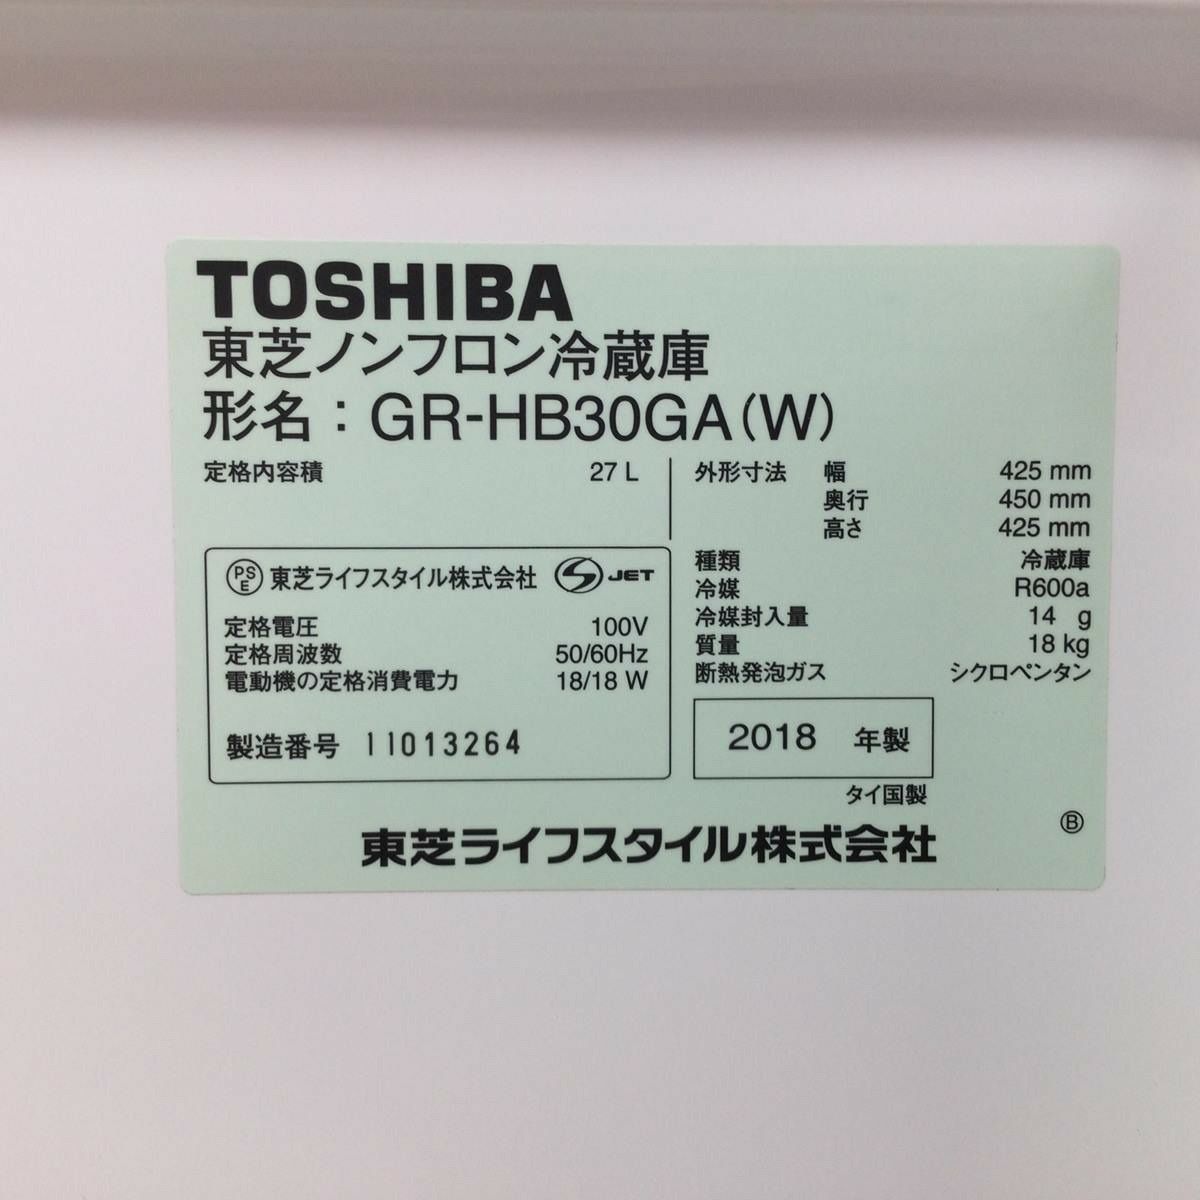 TOSHIBA
東芝ノンフロン冷蔵庫
形名：GR-HB30GA(W)
定格内容積 27 L
外形寸法 幅 425 mm
奥行 450 mm
高さ 425 mm
種類 冷蔵庫
冷媒 R600a
冷媒封入量 14 g
質量 18 kg
断熱発泡ガス シクロペンタン
PSE 東芝ライフスタイル株式会社 S JET
定格電圧 100V
定格周波数 50/60Hz
電動機の定格消費電力 18/18 W
製造番号 11013264
2018 年製
タイ国製
Ⓑ
東芝ライフスタイル株式会社